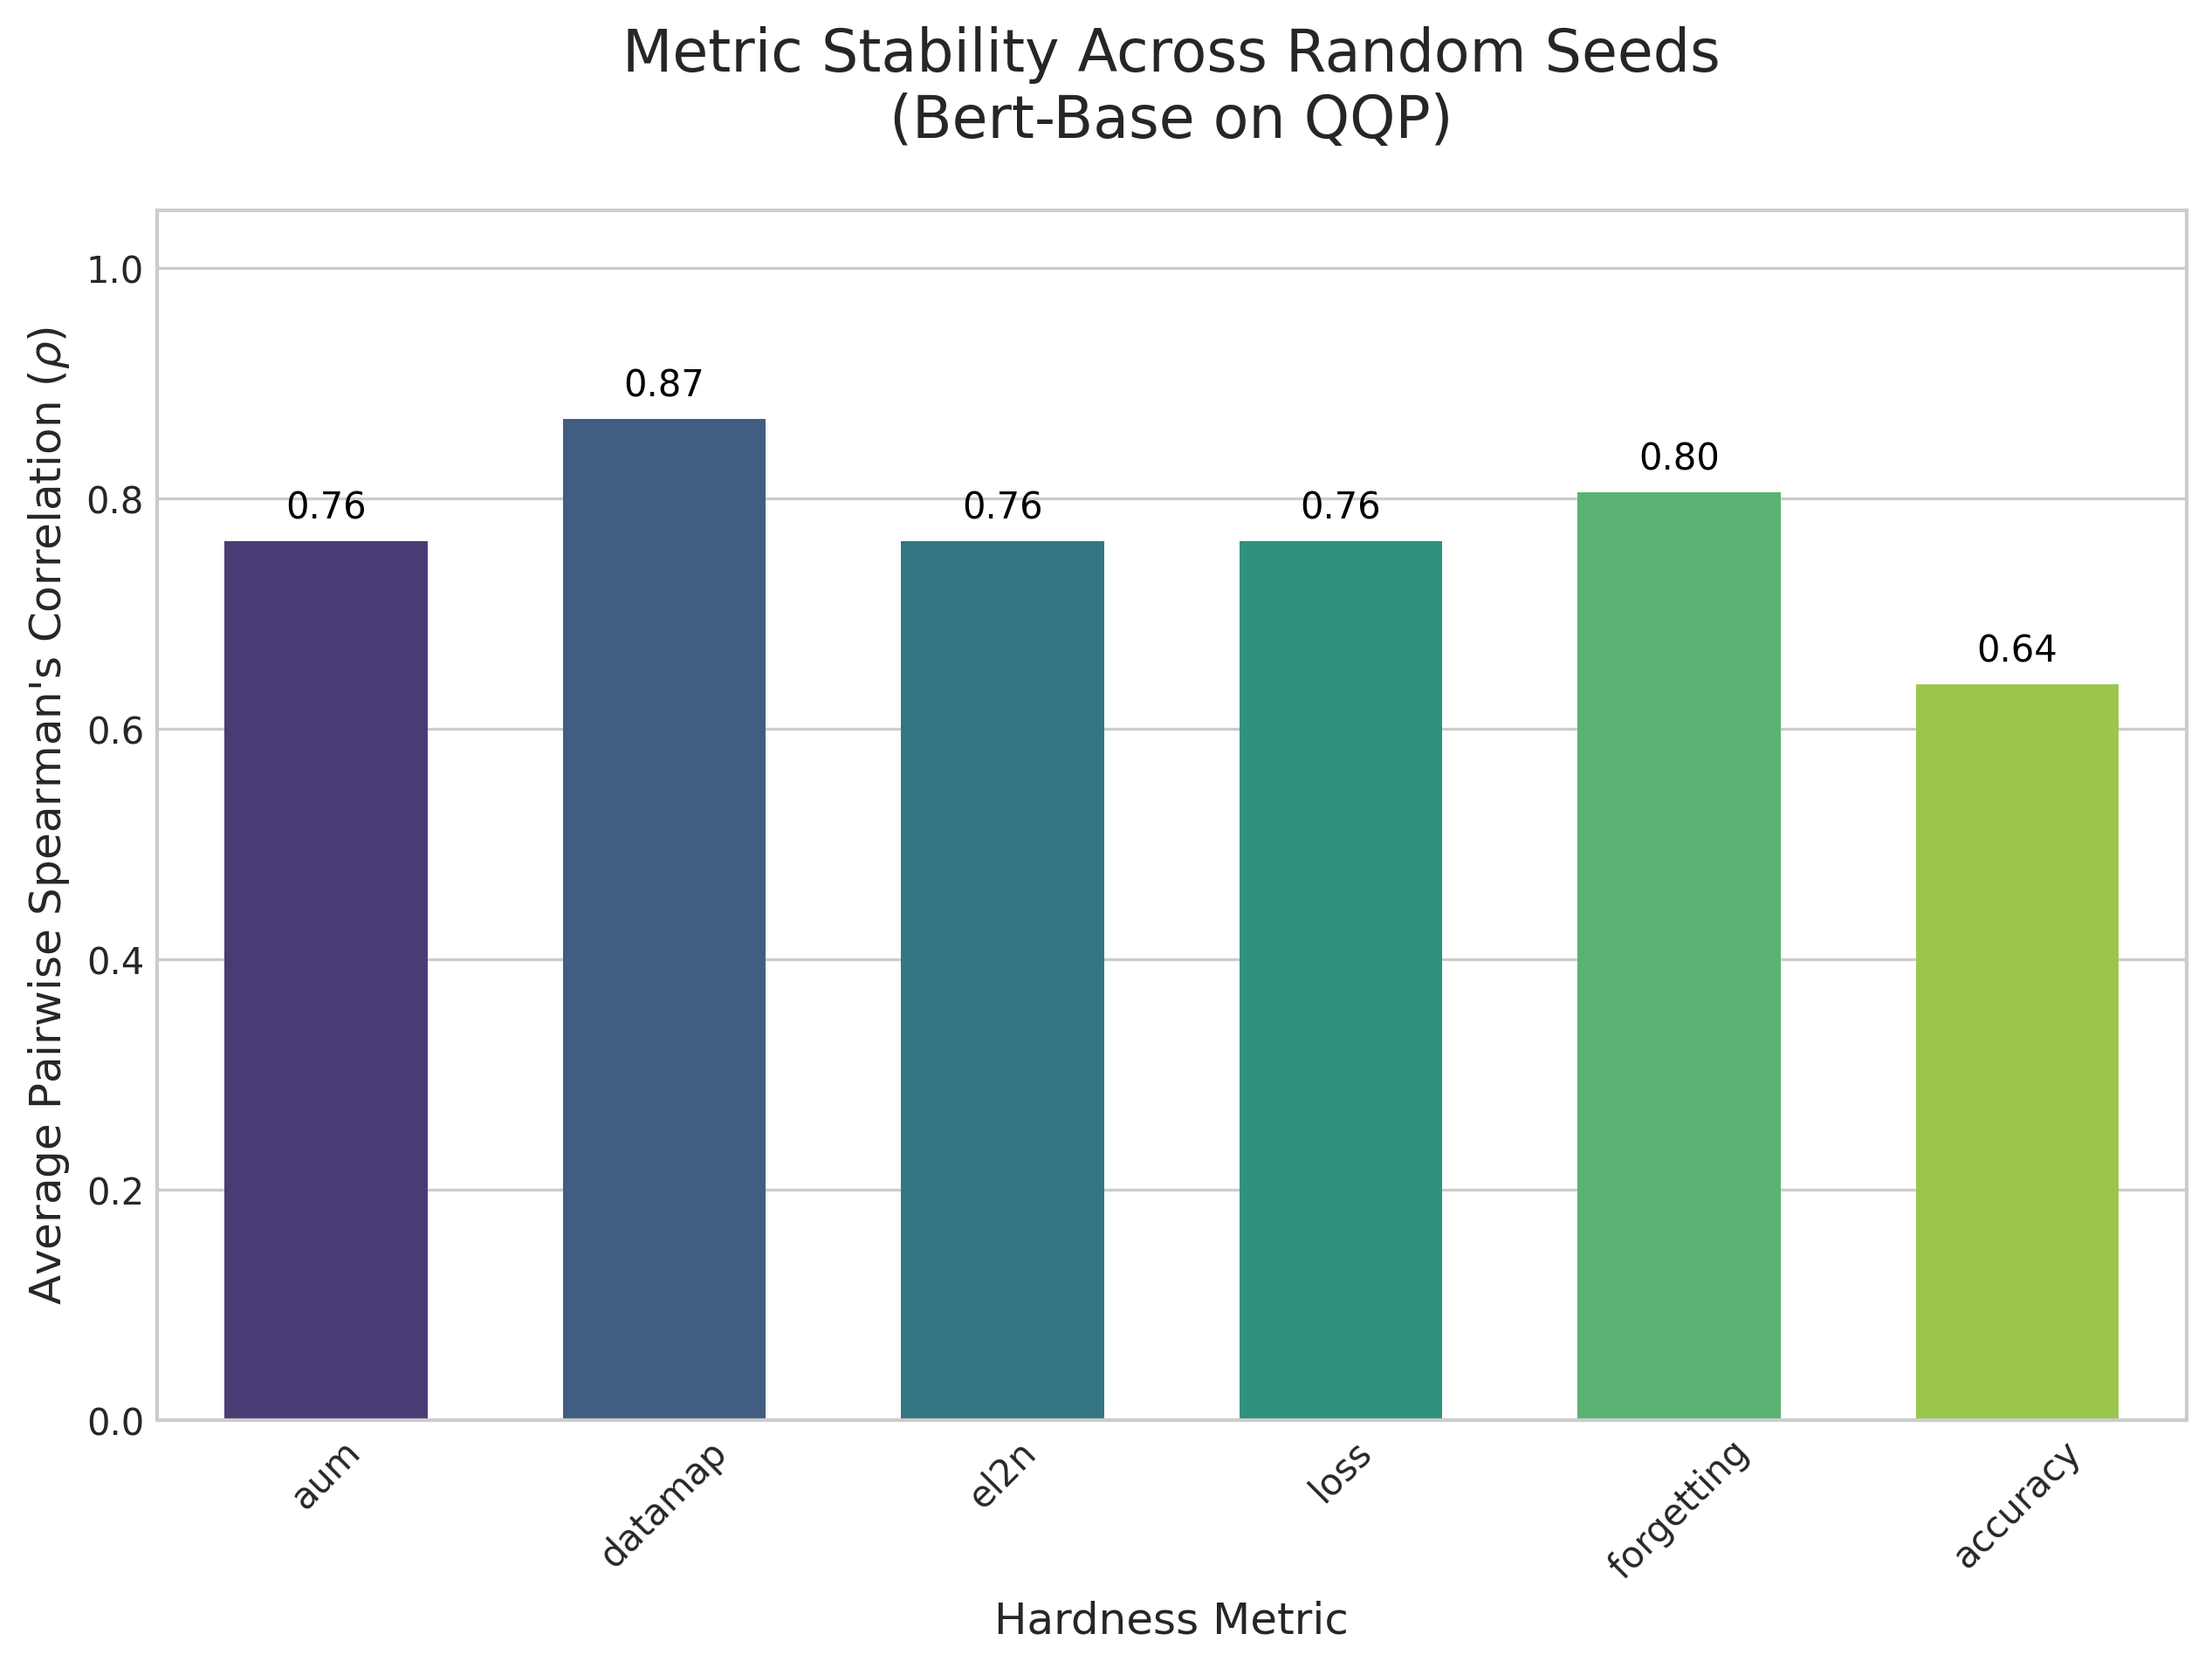 Metric Stability Across Random Seeds
(Bert-Base on QQP)
Average Pairwise Spearman's Correlation (ρ)
1.0
0.8
0.6
0.4
0.2
0.0
0.76
0.87
0.76
0.76
0.80
0.64
aum
datamap
el2n
loss
forgetting
accuracy
Hardness Metric